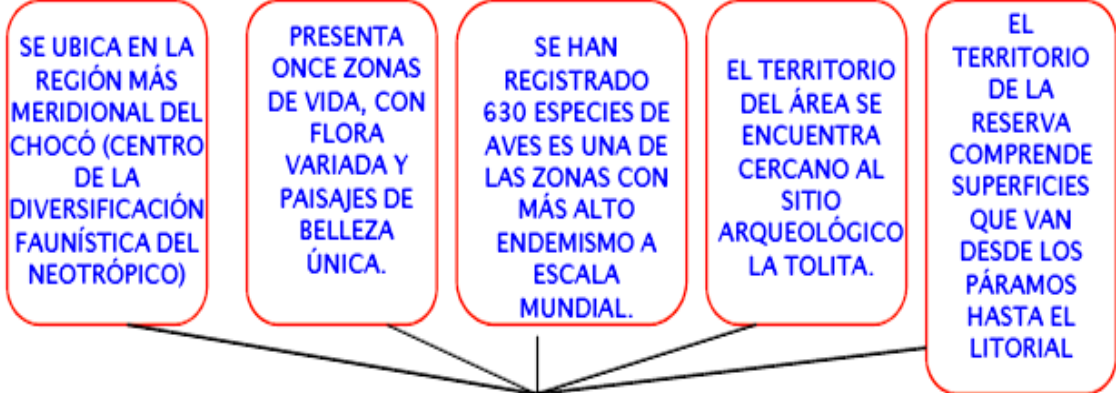 SE UBICA EN LA
REGIÓN MÁS
MERIDIONAL DEL
CHOCÓ (CENTRO
DE LA
DIVERSIFICACIÓN
FAUNÍSTICA DEL
NEOTRÓPICO)
PRESENTA
ONCE ZONAS
DE VIDA, CON
FLORA
VARIADA Y
PAISAJES DE
BELLEZA
ÚNICA.
SE HAN
REGISTRADO
630 ESPECIES DE
AVES ES UNA DE
LAS ZONAS CON
MÁS ALTO
ENDEMISMO A
ESCALA
MUNDIAL.
EL TERRITORIO
DEL ÁREA SE
ENCUENTRA
CERCANO AL
SITIO
ARQUEOLÓGICO
LA TOLITA.
EL
TERRITORIO
DE LA
RESERVA
COMPRENDE
SUPERFICIES
QUE VAN
DESDE LOS
PÁRAMOS
HASTA EL
LITORIAL